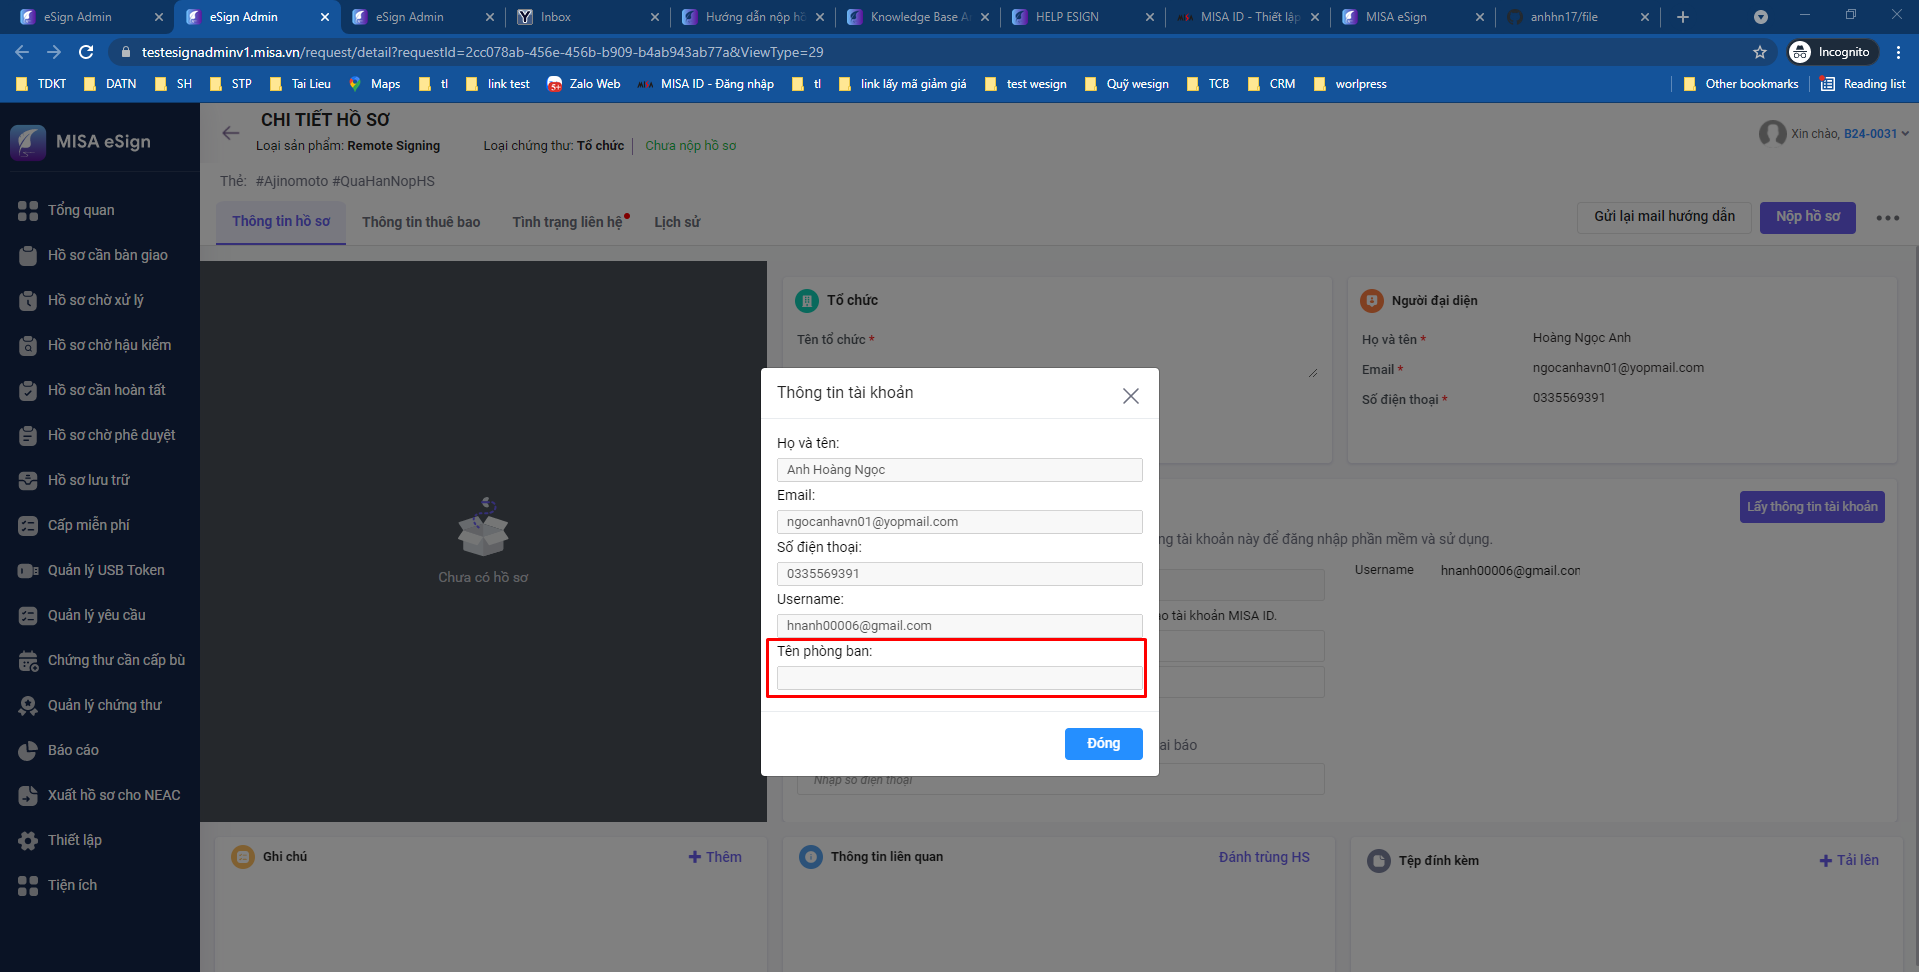 eSign Admin
eSign Admin
eSign Admin
Inbox
Hướng dẫn nộp hồ
Knowledge Base
HELP ESIGN
MISA ID - Thiết lập
MISA eSign
anhhn17/file
testesignadminv1.misa.vn/request/detail?requestId=2cc078ab-456e-456b-b909-b4ab943ab77a&ViewType=29
Incognito
TDKT
DATN
SH
STP
Tai Lieu
Maps
tl
link test
Zalo Web
MISA ID - Đăng nhập
tl
link lấy mã giảm giá
test wesign
Quỹ wesign
TCB
CRM
worlpress
Other bookmarks
Reading list
MISA eSign
Tổng quan
Hồ sơ cần bàn giao
Hồ sơ chờ xử lý
Hồ sơ chờ hậu kiểm
Hồ sơ cần hoàn tất
Hồ sơ chờ phê duyệt
Hồ sơ lưu trữ
Cấp miễn phí
Quản lý USB Token
Quản lý yêu cầu
Chứng thư cần cấp bù
Quản lý chứng thư
Báo cáo
Xuất hồ sơ cho NEAC
Thiết lập
Tiện ích
CHI TIẾT HỒ SƠ
Loại sản phẩm: Remote Signing
Loại chứng thư: Tổ chức
Chưa nộp hồ sơ
Xin chào, B24-0031
Thẻ: #Ajinomoto #QuaHanNopHS
Thông tin hồ sơ
Thông tin thuê bao
Tình trạng liên hệ
Lịch sử
Gửi lại mail hướng dẫn
Nộp hồ sơ
Chưa có hồ sơ
Tổ chức
Tên tổ chức *
Người đại diện
Họ và tên *
Hoàng Ngọc Anh
Email *
ngocanhavn01@yopmail.com
Số điện thoại *
0335569391
Lấy thông tin tài khoản
ng tài khoản này để đăng nhập phần mềm và sử dụng.
Username
hnanh00006@gmail.con
o tài khoản MISA ID.
ai báo
Nhập số điện thoại
Thông tin tài khoản
Họ và tên:
Anh Hoàng Ngọc
Email:
ngocanhavn01@yopmail.com
Số điện thoại:
0335569391
Username:
hnanh00006@gmail.com
Tên phòng ban:
Đóng
Ghi chú
Thêm
Thông tin liên quan
Đánh trùng HS
Tệp đính kèm
Tải lên